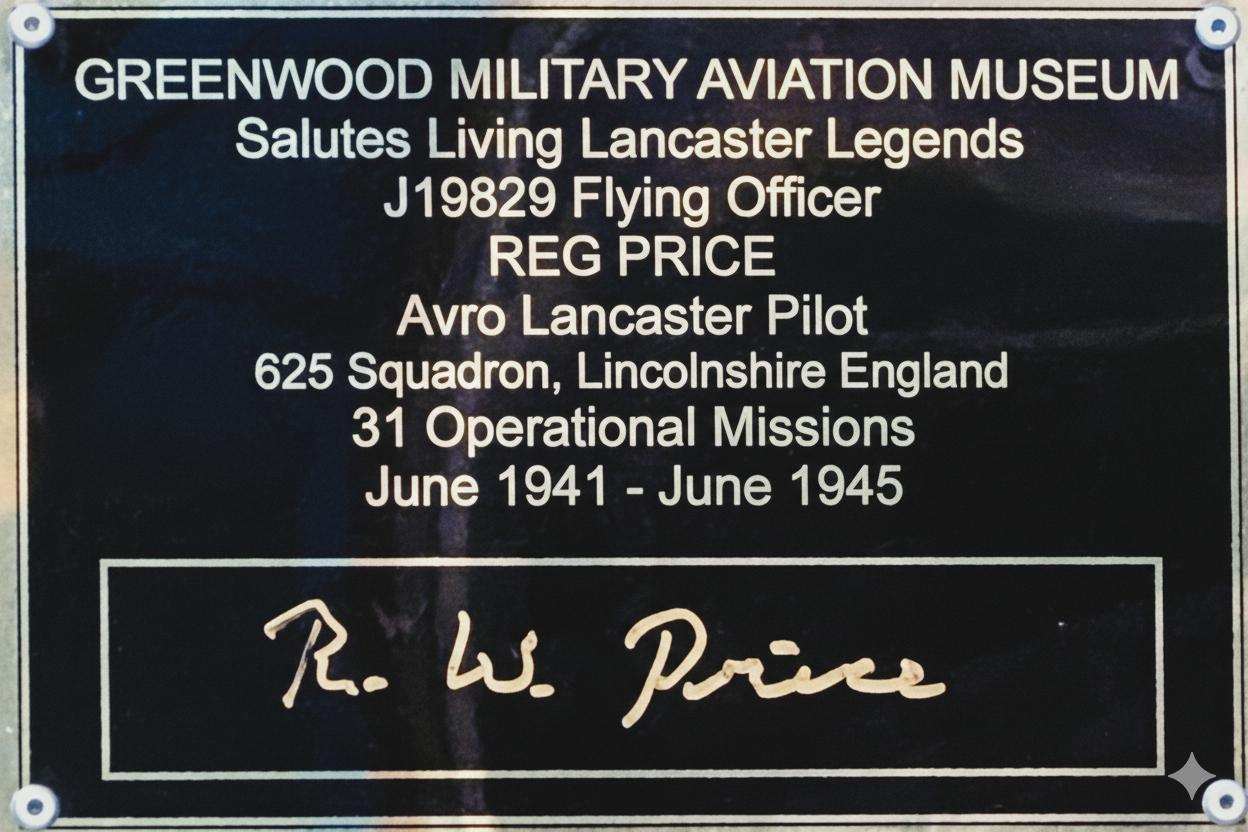 GREENWOOD MILITARY AVIATION MUSEUM
Salutes Living Lancaster Legends
J19829 Flying Officer
REG PRICE
Avro Lancaster Pilot
625 Squadron, Lincolnshire England
31 Operational Missions
June 1941 - June 1945
R. W. Price